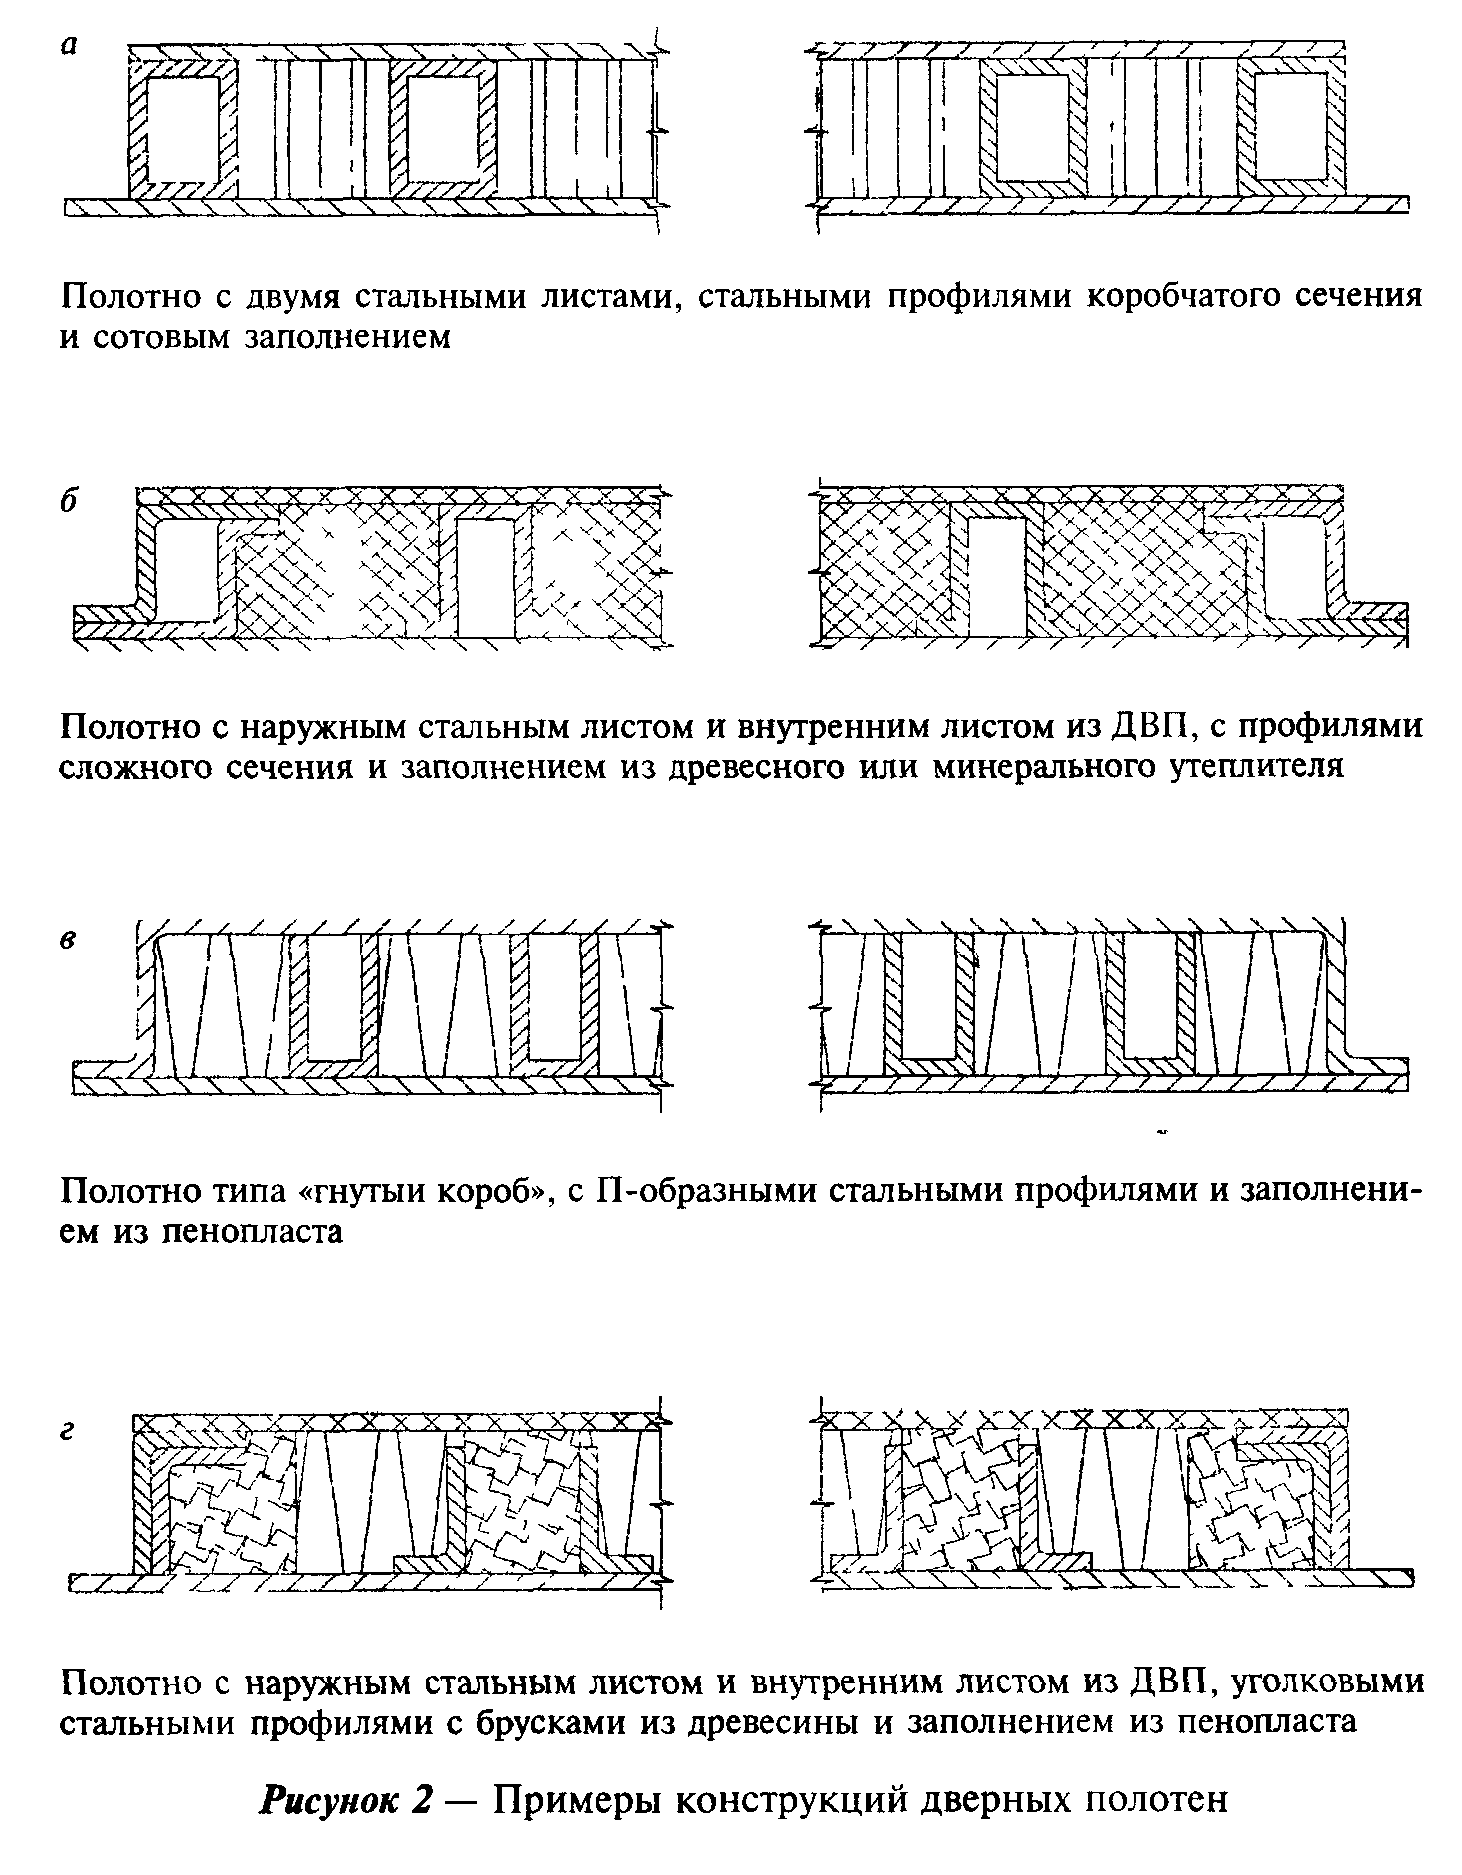 а
Полотно с двумя стальными листами, стальными профилями коробчатого сечения
и сотовым заполнением
б
Полотно с наружным стальным листом и внутренним листом из ДВП, с профилями
сложного сечения и заполнением из древесного или минерального утеплителя
в
Полотно типа «гнутыи короб», с П-образными стальными профилями и заполнени-
ем из пенопласта
г
Полотно с наружным стальным листом и внутренним листом из ДВП, уголковыми
стальными профилями с брусками из древесины и заполнением из пенопласта
Рисунок 2 — Примеры конструкций дверных полотен